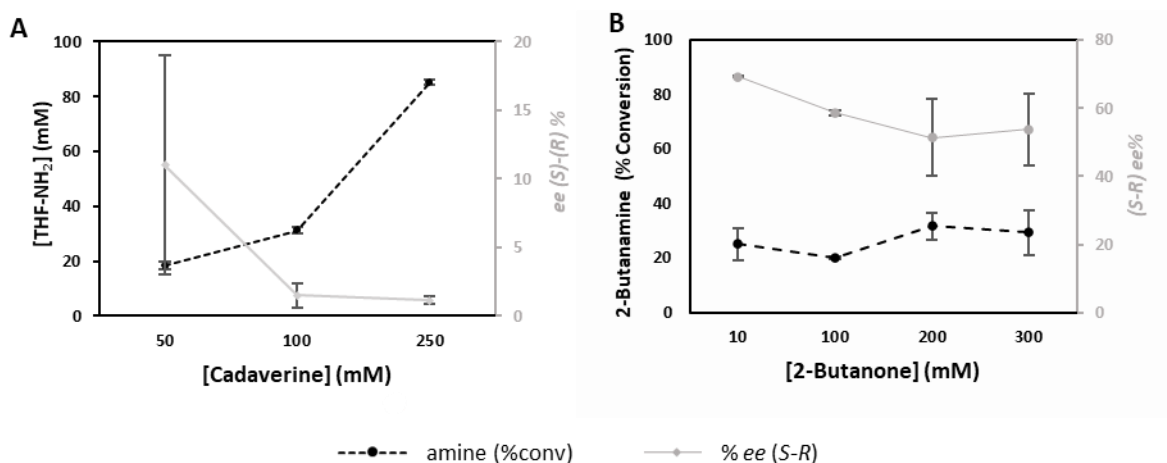 A
[THF-NH₂] (mM)
100
80
60
40
20
0
20
15
10
5
0
ee (S)-(R) %
50 100 250
[Cadaverine] (mM)
B
2-Butanamine (% Conversion)
100
80
60
40
20
0
80
60
40
20
0
(S-R) ee%
10 100 200 300
[2-Butanone] (mM)
amine (%conv) % ee (S-R)